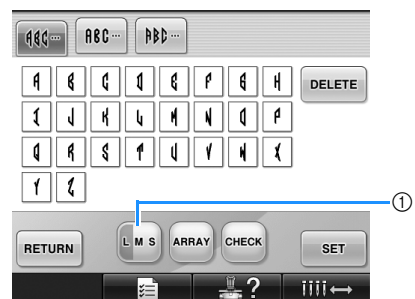 ABC... ABC... ABC...
A B C D E F G H DELETE
I J K L M N O P
Q R S T U V W X
Y Z
①
RETURN L M S ARRAY CHECK SET
?